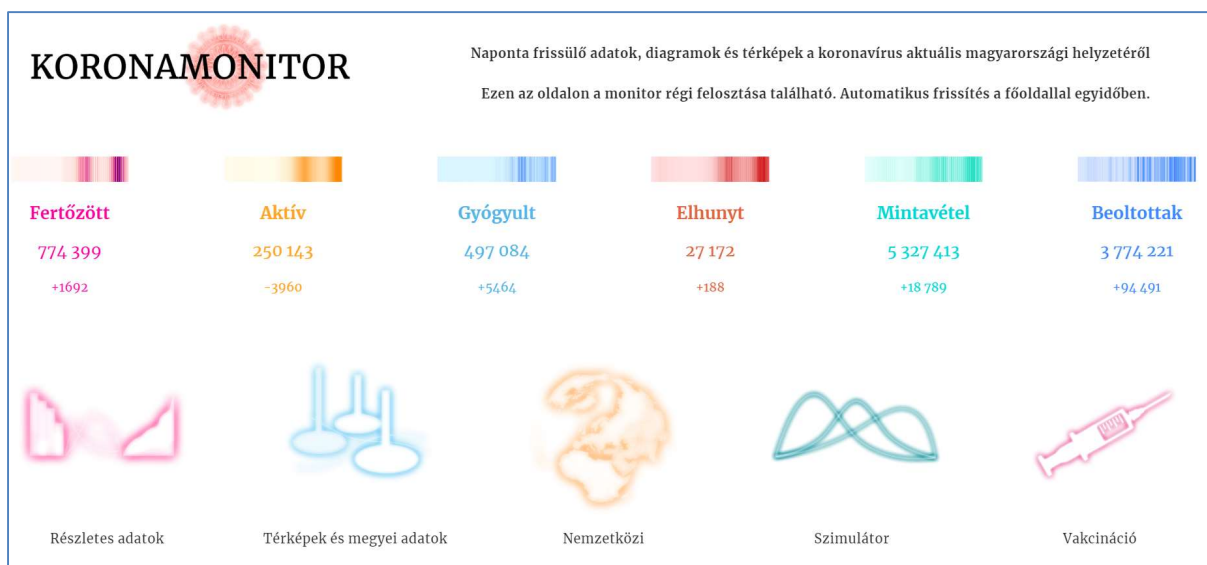 KORONAMONITOR
Naponta frissülő adatok, diagramok és térképek a koronavírus aktuális magyarországi helyzetéről
Ezen az oldalon a monitor régi felosztása található. Automatikus frissítés a főoldallal egyidőben.
Fertőzött
774 399
+1692
Aktív
250 143
-3960
Gyógyult
497 084
+5464
Elhunyt
27 172
+188
Mintavétel
5 327 413
+18 789
Beoltottak
3 774 221
+94 491
Részletes adatok
Térképek és megyei adatok
Nemzetközi
Szimulátor
Vakcináció